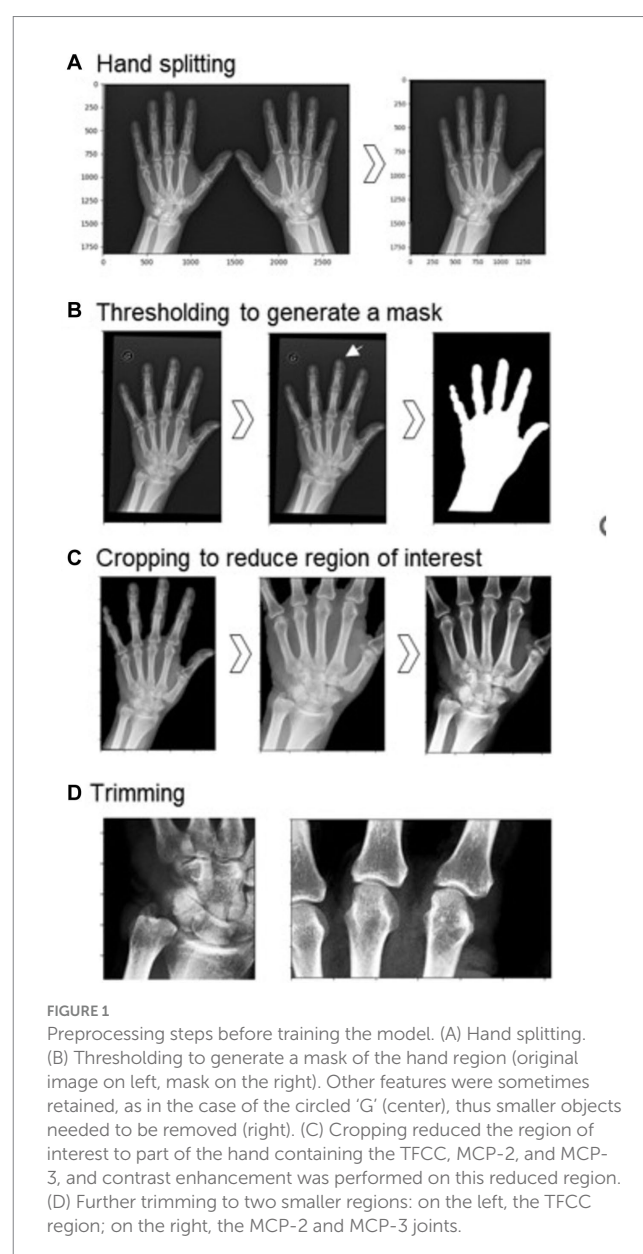 A Hand splitting
0
250
500
750
1000
1250
1500
1750
0 500 1000 1500 2000 2500
0
250
500
750
1000
1250
1500
1750
0 250 500 750 1000 1250
B Thresholding to generate a mask
G G
C Cropping to reduce region of interest
D Trimming
FIGURE 1
Preprocessing steps before training the model. (A) Hand splitting.
(B) Thresholding to generate a mask of the hand region (original
image on left, mask on the right). Other features were sometimes
retained, as in the case of the circled ‘G’ (center), thus smaller objects
needed to be removed (right). (C) Cropping reduced the region of
interest to part of the hand containing the TFCC, MCP-2, and MCP-
3, and contrast enhancement was performed on this reduced region.
(D) Further trimming to two smaller regions: on the left, the TFCC
region; on the right, the MCP-2 and MCP-3 joints.